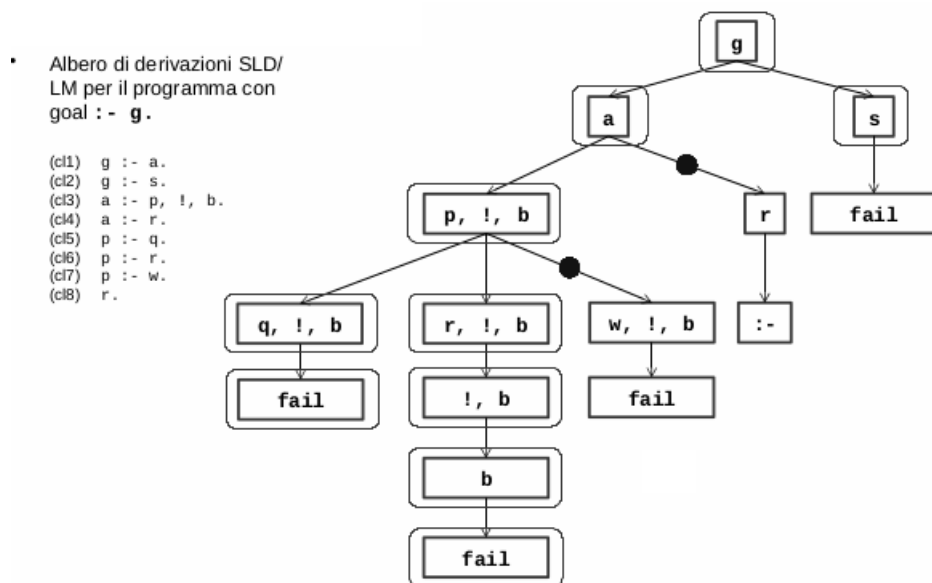 • Albero di derivazioni SLD/
LM per il programma con
goal :- g.
(cl1) g :- a.
(cl2) g :- s.
(cl3) a :- p, !, b.
(cl4) a :- r.
(cl5) p :- q.
(cl6) p :- r.
(cl7) p :- w.
(cl8) r.
g
a
s
p, !, b
r
fail
q, !, b
r, !, b
w, !, b
:-
fail
!, b
fail
b
fail